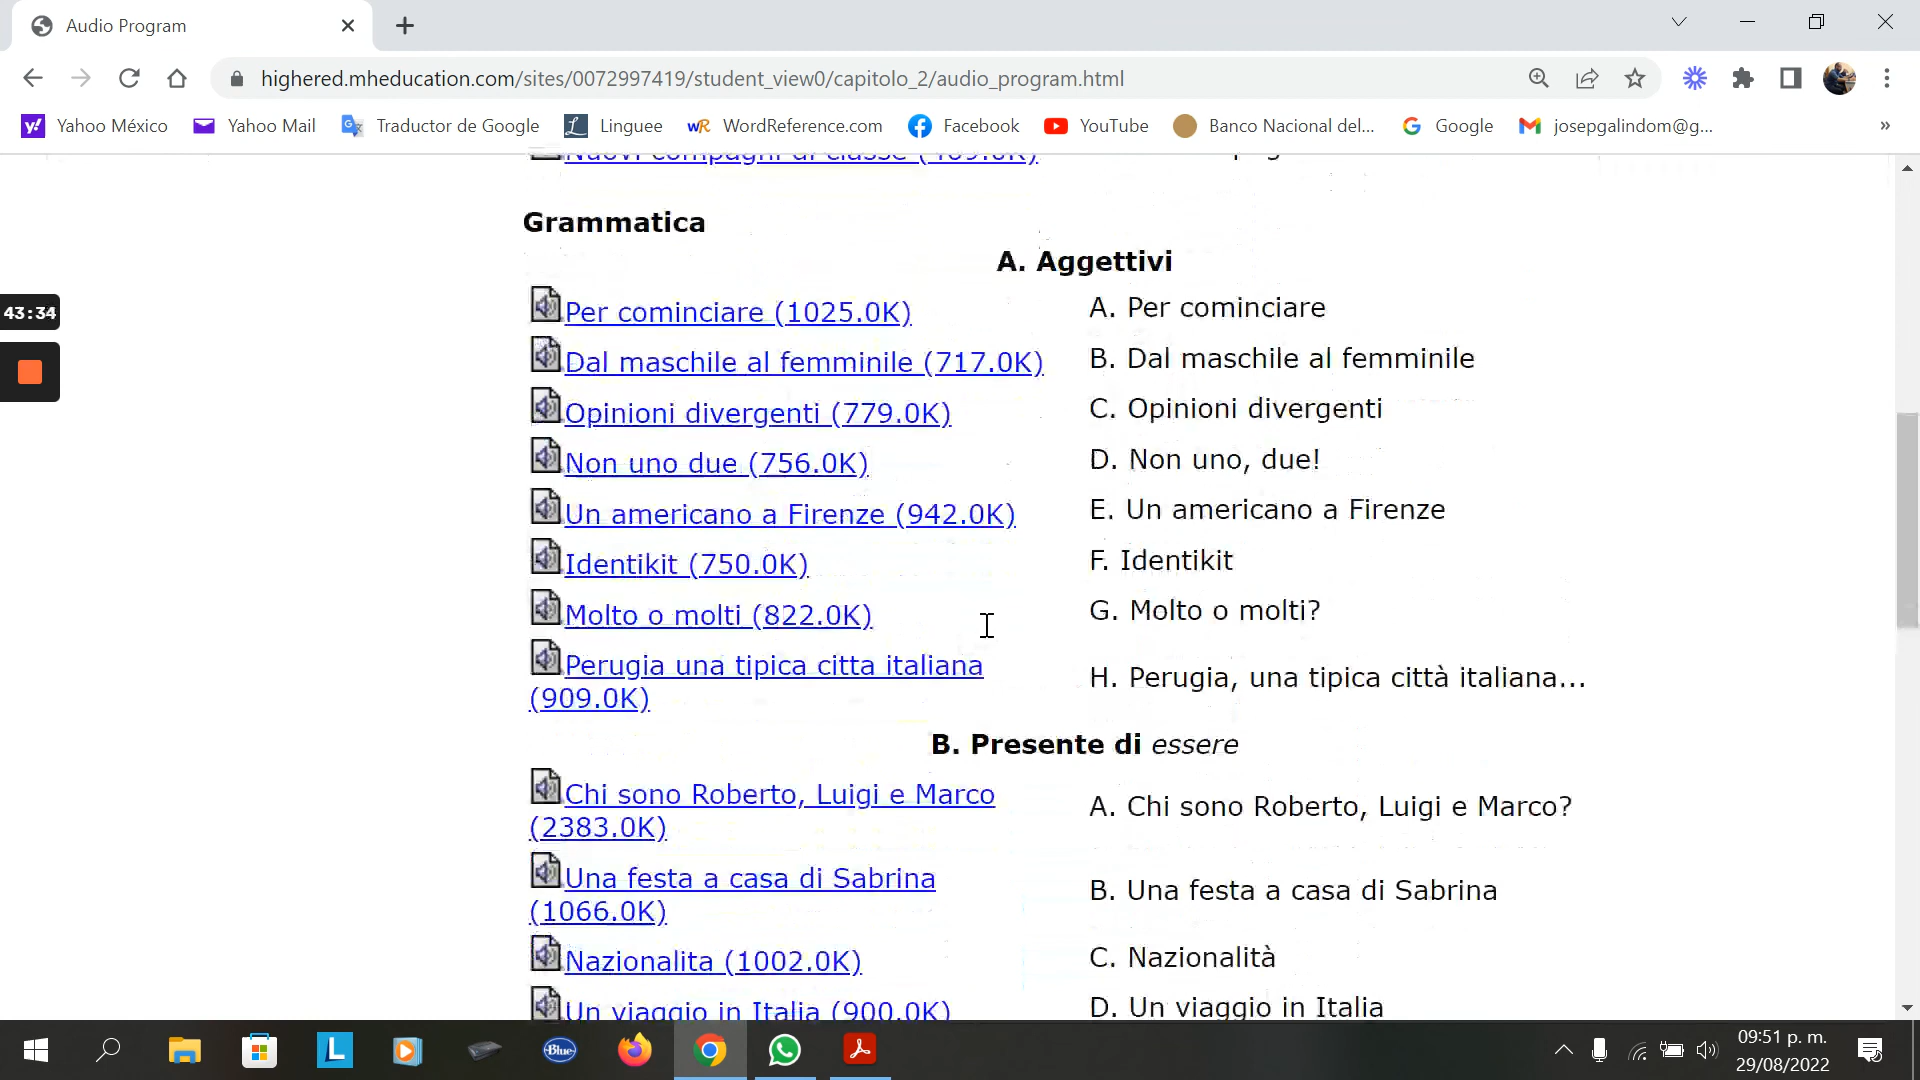 Audio Program
highered.mheducation.com/sites/0072997419/student_view0/capitolo_2/audio_program.html
Yahoo México
Yahoo Mail
Traductor de Google
Linguee
WordReference.com
Facebook
YouTube
Banco Nacional del...
Google
josepgalindom@g...
»
Nuovi compagni di classe (469.0K)
Grammatica
A. Aggettivi
Per cominciare (1025.0K) A. Per cominciare
43:34
Dal maschile al femminile (717.0K) B. Dal maschile al femminile
Opinioni divergenti (779.0K) C. Opinioni divergenti
Non uno due (756.0K) D. Non uno, due!
Un americano a Firenze (942.0K) E. Un americano a Firenze
Identikit (750.0K) F. Identikit
Molto o molti (822.0K) G. Molto o molti?
Perugia una tipica citta italiana
(909.0K) H. Perugia, una tipica città italiana...
B. Presente di essere
Chi sono Roberto, Luigi e Marco
(2383.0K) A. Chi sono Roberto, Luigi e Marco?
Una festa a casa di Sabrina
(1066.0K) B. Una festa a casa di Sabrina
Nazionalita (1002.0K) C. Nazionalità
Un viaggio in Italia (900.0K) D. Un viaggio in Italia
L
Blue
09:51 p. m.
29/08/2022